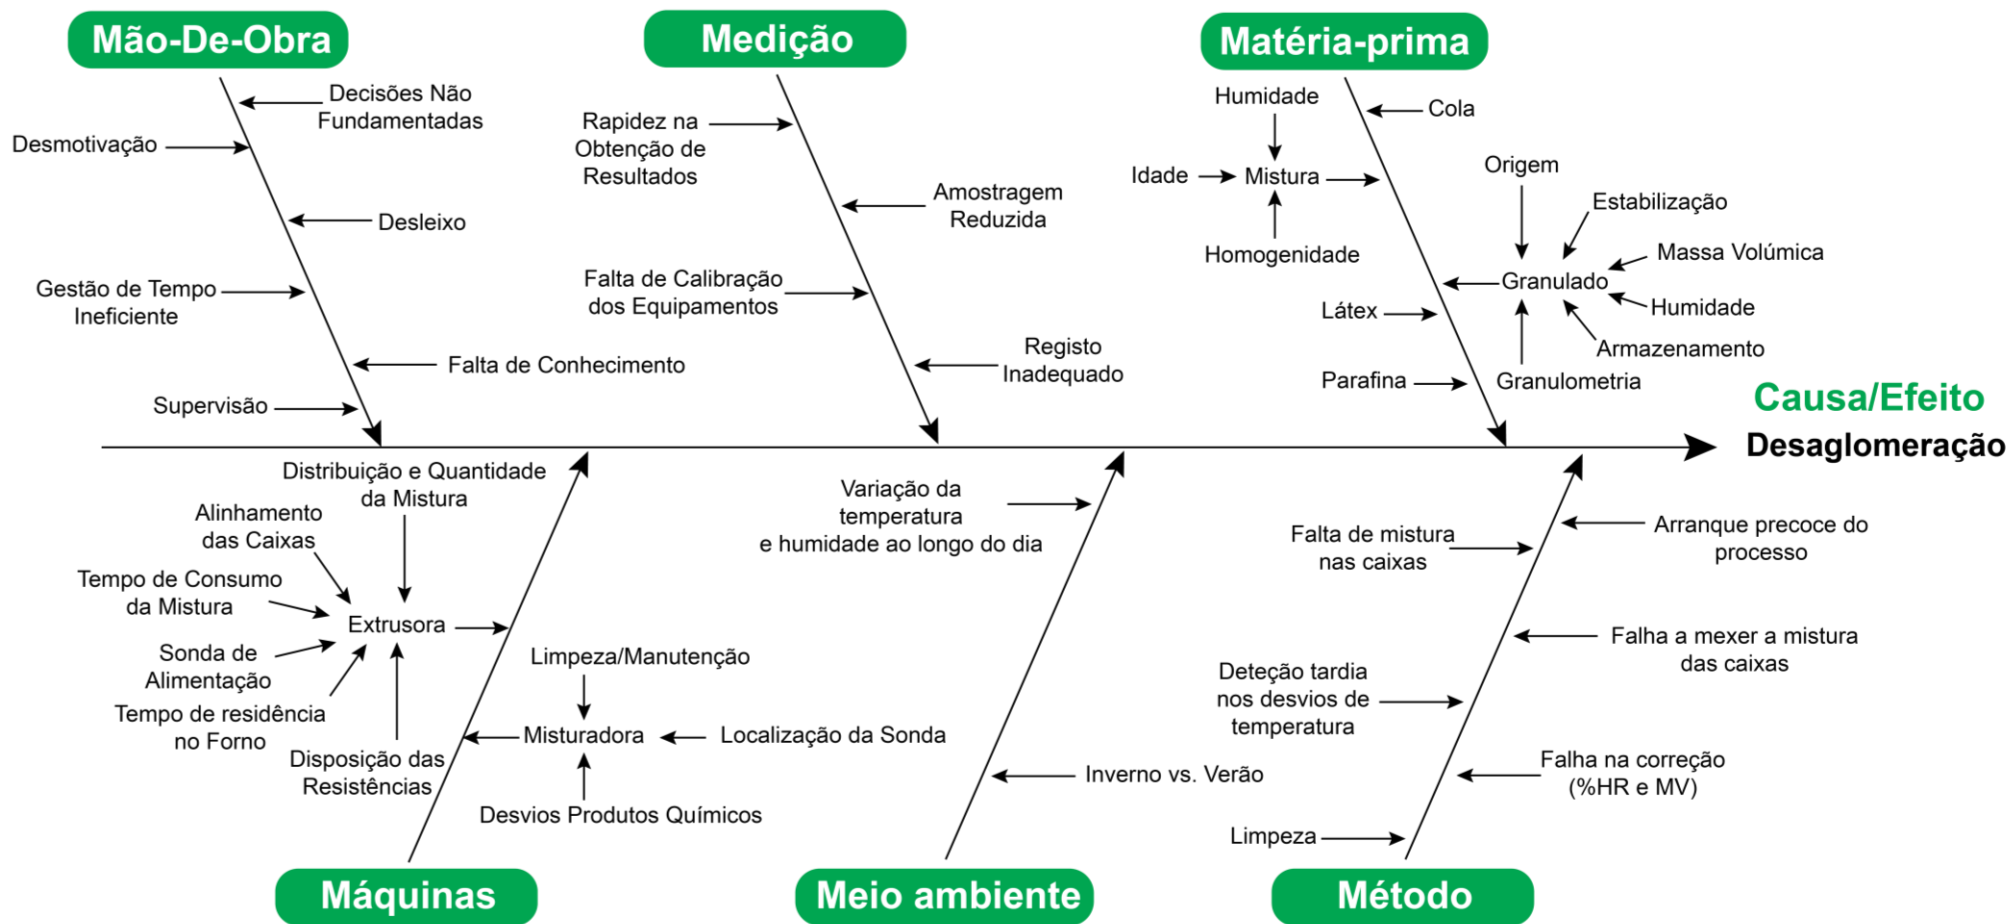 Mão-De-Obra
Decisões Não
Fundamentadas
Desmotivação
Desleixo
Gestão de Tempo
Ineficiente
Falta de Conhecimento
Supervisão
Medição
Rapidez na
Obtenção de
Resultados
Amostragem
Reduzida
Falta de Calibração
dos Equipamentos
Registo
Inadequado
Matéria-prima
Humidade
Cola
Idade
Mistura
Homogenidade
Origem
Estabilização
Massa Volúmica
Granulado
Humidade
Látex
Armazenamento
Parafina
Granulometria
Causa/Efeito
Desaglomeração
Distribuição e Quantidade
da Mistura
Alinhamento
das Caixas
Tempo de Consumo
da Mistura
Extrusora
Sonda de
Alimentação
Tempo de residência
no Forno
Disposição das
Resistências
Limpeza/Manutenção
Misturadora
Localização da Sonda
Desvios Produtos Químicos
Máquinas
Variação da
temperatura
e humidade ao longo do dia
Inverno vs. Verão
Meio ambiente
Arranque precoce do
processo
Falta de mistura
nas caixas
Falha a mexer a mistura
das caixas
Deteção tardia
nos desvios de
temperatura
Falha na correção
(%HR e MV)
Limpeza
Método